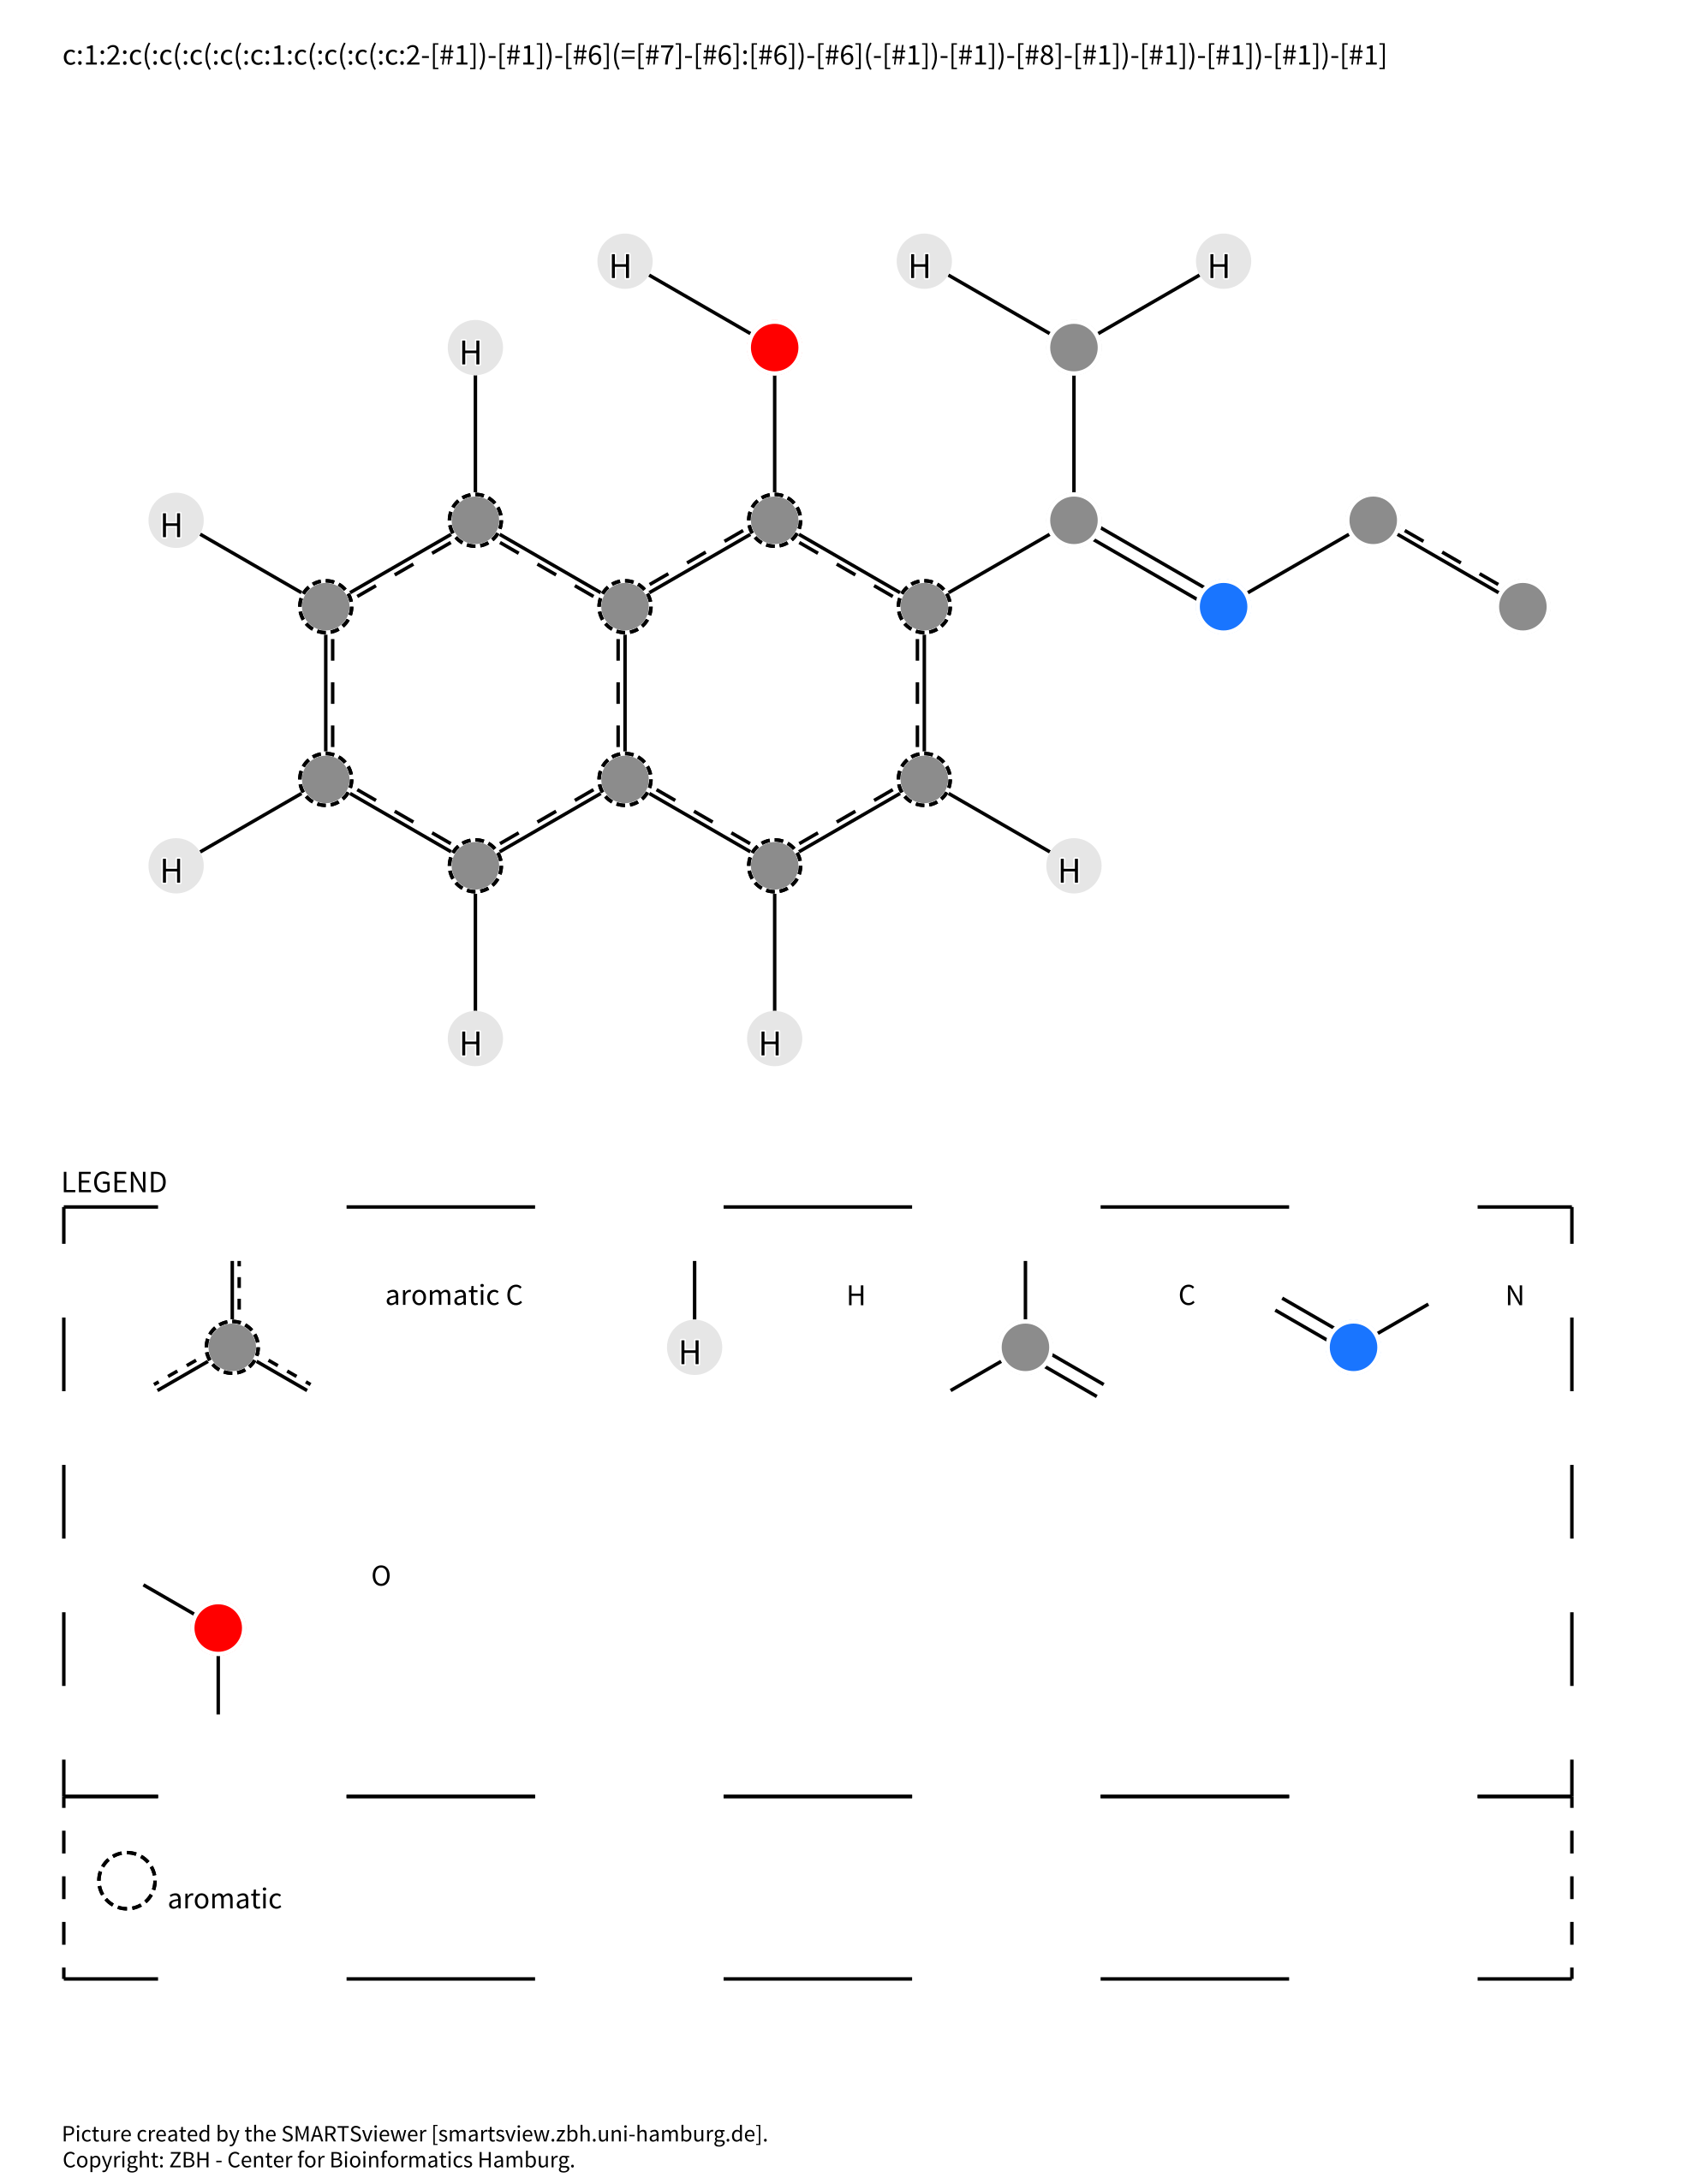 c:1:2:c(:c(:c(:c(:c:1:c(:c(:c(:c:2-[#1])-[#1])-[#6](=[#7]-[#6]:[#6])-[#6](-[#1])-[#1])-[#8]-[#1])-[#1])-[#1])-[#1])-[#1]
H H H
H
H
H H
H H
LEGEND
aromatic C H C N
H
O
aromatic
Picture created by the SMARTSviewer [smartsview.zbh.uni-hamburg.de].
Copyright: ZBH - Center for Bioinformatics Hamburg.